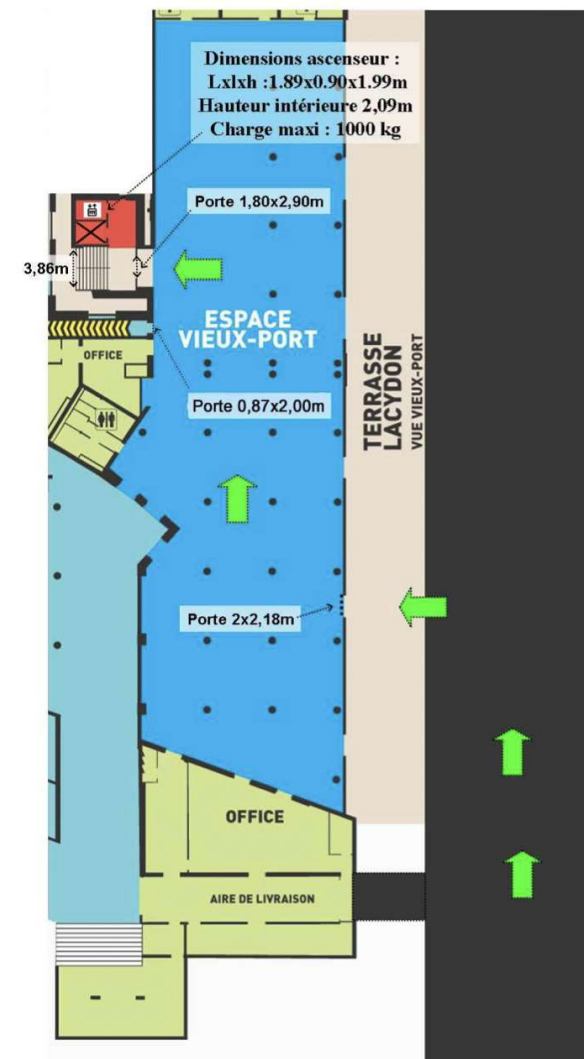 Dimensions ascenseur :
Lxlxh :1.89x0.90x1.99m
Hauteur intérieure 2,09m
Charge maxi : 1000 kg
Porte 1,80x2,90m
3,86m
ESPACE
VIEUX-PORT
OFFICE
Porte 0,87x2,00m
TERRASSE
LACYDON
VUE VIEUX-PORT
Porte 2x2,18m
OFFICE
AIRE DE LIVRAISON